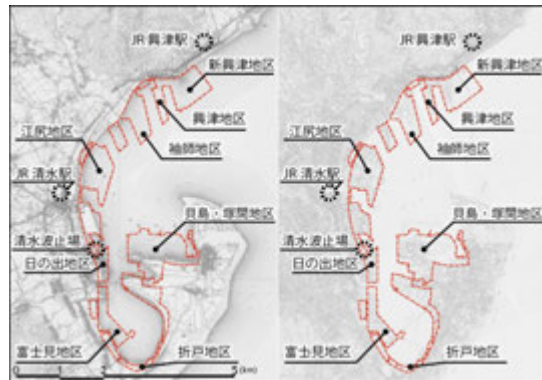 JR興津駅
新興津地区
興津地区
袖師地区
江尻地区
JR清水駅
貝島・塚間地区
清水波止場
日の出地区
富士見地区
折戸地区
0 1 2 5 (km)
JR興津駅
新興津地区
興津地区
袖師地区
江尻地区
JR清水駅
貝島・塚間地区
清水波止場
日の出地区
富士見地区
折戸地区